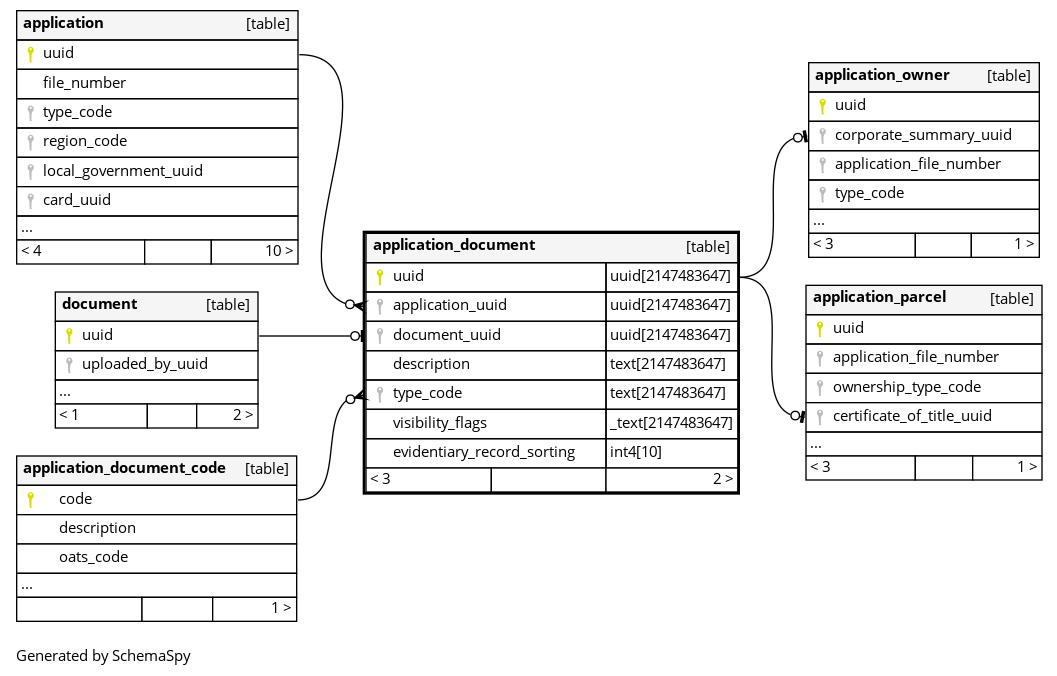 application [table]
uuid
file_number
type_code
region_code
local_government_uuid
card_uuid
...
< 4 10 >
document [table]
uuid
uploaded_by_uuid
...
< 1 2 >
application_document_code [table]
code
description
oats_code
...
1 >
application_document [table]
uuid uuid[2147483647]
application_uuid uuid[2147483647]
document_uuid uuid[2147483647]
description text[2147483647]
type_code text[2147483647]
visibility_flags _text[2147483647]
evidentiary_record_sorting int4[10]
< 3 2 >
application_owner [table]
uuid
corporate_summary_uuid
application_file_number
type_code
...
< 3 1 >
application_parcel [table]
uuid
application_file_number
ownership_type_code
certificate_of_title_uuid
...
< 3 1 >
Generated by SchemaSpy